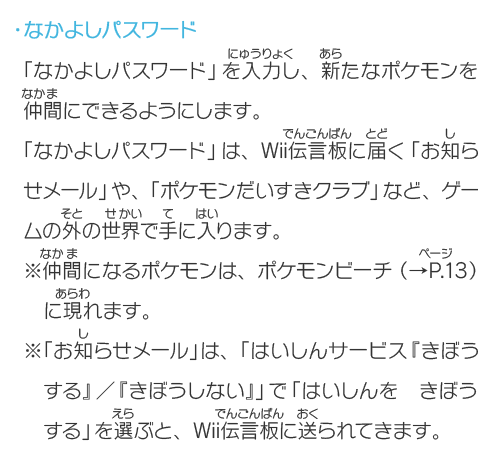 ・なかよしパスワード
「なかよしパスワード」を入力し、新たなポケモンを
仲間にできるようにします。
「なかよしパスワード」は、Wii伝言板に届く「お知ら
せメール」や、「ポケモンだいすきクラブ」など、ゲー
ムの外の世界で手に入ります。
※仲間になるポケモンは、ポケモンビーチ（→P.13）
に現れます。
※「お知らせメール」は、「はいしんサービス『きぼう
する』／『きぼうしない』」で「はいしんを　きぼう
する」を選ぶと、Wii伝言板に送られてきます。